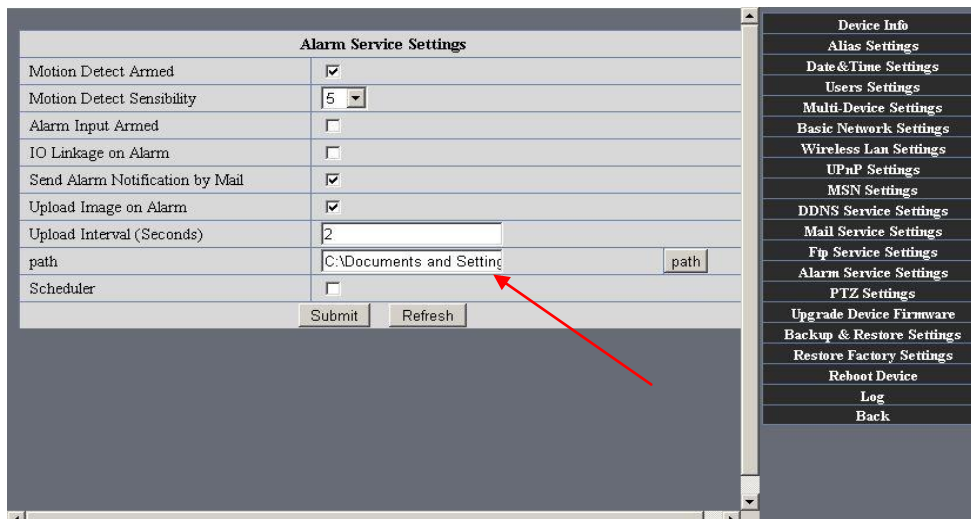 Alarm Service Settings
Motion Detect Armed
Motion Detect Sensibility 5
Alarm Input Armed
IO Linkage on Alarm
Send Alarm Notification by Mail
Upload Image on Alarm
Upload Interval (Seconds) 2
path C:\Documents and Setting path
Scheduler
Submit Refresh
Device Info
Alias Settings
Date&Time Settings
Users Settings
Multi-Device Settings
Basic Network Settings
Wireless Lan Settings
UPnP Settings
MSN Settings
DDNS Service Settings
Mail Service Settings
Ftp Service Settings
Alarm Service Settings
PTZ Settings
Upgrade Device Firmware
Backup & Restore Settings
Restore Factory Settings
Reboot Device
Log
Back